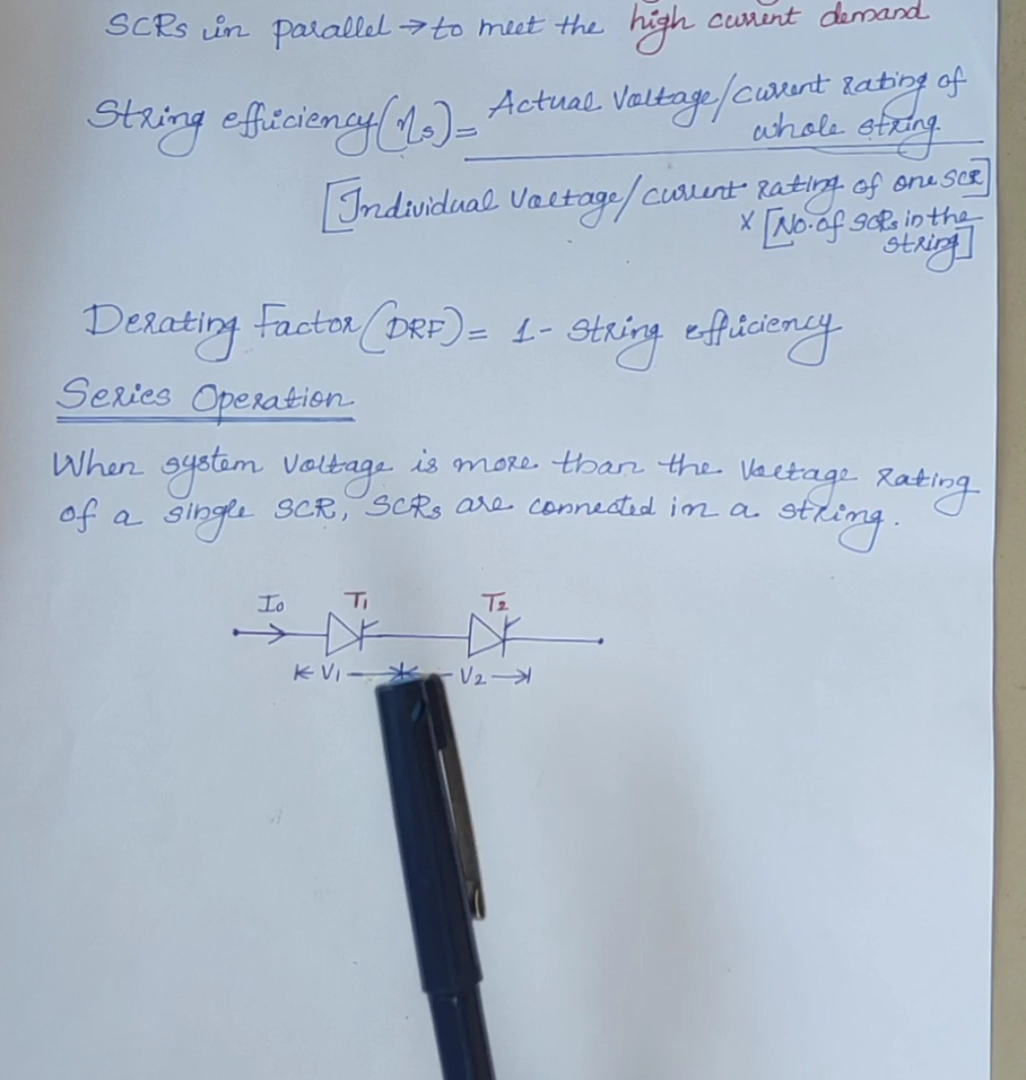 SCRs in parallel → to meet the high current demand
String efficiency (ηs) = Actual Voltage/current rating of
whole string
[Individual Voltage/current rating of one SCR]
× [No. of SCRs in the
string]
Derating Factor (DRF) = 1 - string efficiency
Series Operation
When system voltage is more than the voltage rating
of a single SCR, SCRs are connected in a string.
Io T1 T2
V1 V2